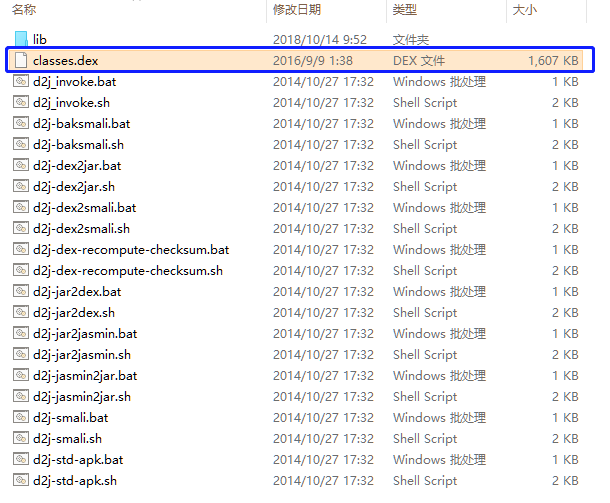 名称 修改日期 类型 大小
lib 2018/10/14 9:52 文件夹
classes.dex 2016/9/9 1:38 DEX 文件 1,607 KB
d2j_invoke.bat 2014/10/27 17:32 Windows 批处理 1 KB
d2j_invoke.sh 2014/10/27 17:32 Shell Script 2 KB
d2j-baksmali.bat 2014/10/27 17:32 Windows 批处理 1 KB
d2j-baksmali.sh 2014/10/27 17:32 Shell Script 2 KB
d2j-dex2jar.bat 2014/10/27 17:32 Windows 批处理 1 KB
d2j-dex2jar.sh 2014/10/27 17:32 Shell Script 2 KB
d2j-dex2smali.bat 2014/10/27 17:32 Windows 批处理 1 KB
d2j-dex2smali.sh 2014/10/27 17:32 Shell Script 2 KB
d2j-dex-recompute-checksum.bat 2014/10/27 17:32 Windows 批处理 1 KB
d2j-dex-recompute-checksum.sh 2014/10/27 17:32 Shell Script 2 KB
d2j-jar2dex.bat 2014/10/27 17:32 Windows 批处理 1 KB
d2j-jar2dex.sh 2014/10/27 17:32 Shell Script 2 KB
d2j-jar2jasmin.bat 2014/10/27 17:32 Windows 批处理 1 KB
d2j-jar2jasmin.sh 2014/10/27 17:32 Shell Script 2 KB
d2j-jasmin2jar.bat 2014/10/27 17:32 Windows 批处理 1 KB
d2j-jasmin2jar.sh 2014/10/27 17:32 Shell Script 2 KB
d2j-smali.bat 2014/10/27 17:32 Windows 批处理 1 KB
d2j-smali.sh 2014/10/27 17:32 Shell Script 2 KB
d2j-std-apk.bat 2014/10/27 17:32 Windows 批处理 1 KB
d2j-std-apk.sh 2014/10/27 17:32 Shell Script 2 KB